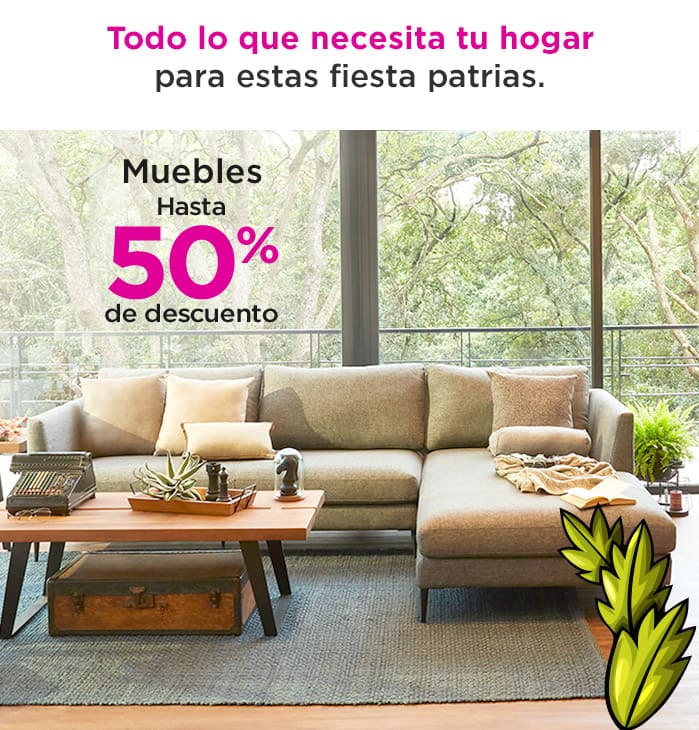 Todo lo que necesita tu hogar
para estas fiesta patrias.
Muebles
Hasta
50%
de descuento